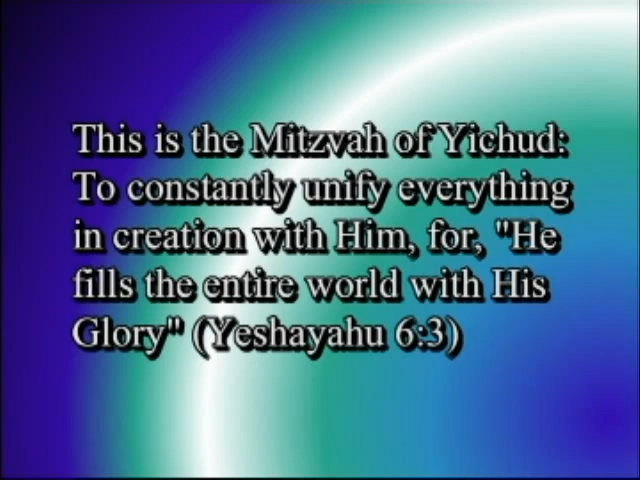 This is the Mitzvah of Yichud:
To constantly unify everything
in creation with Him, for, "He
fills the entire world with His
Glory" (Yeshayahu 6:3)